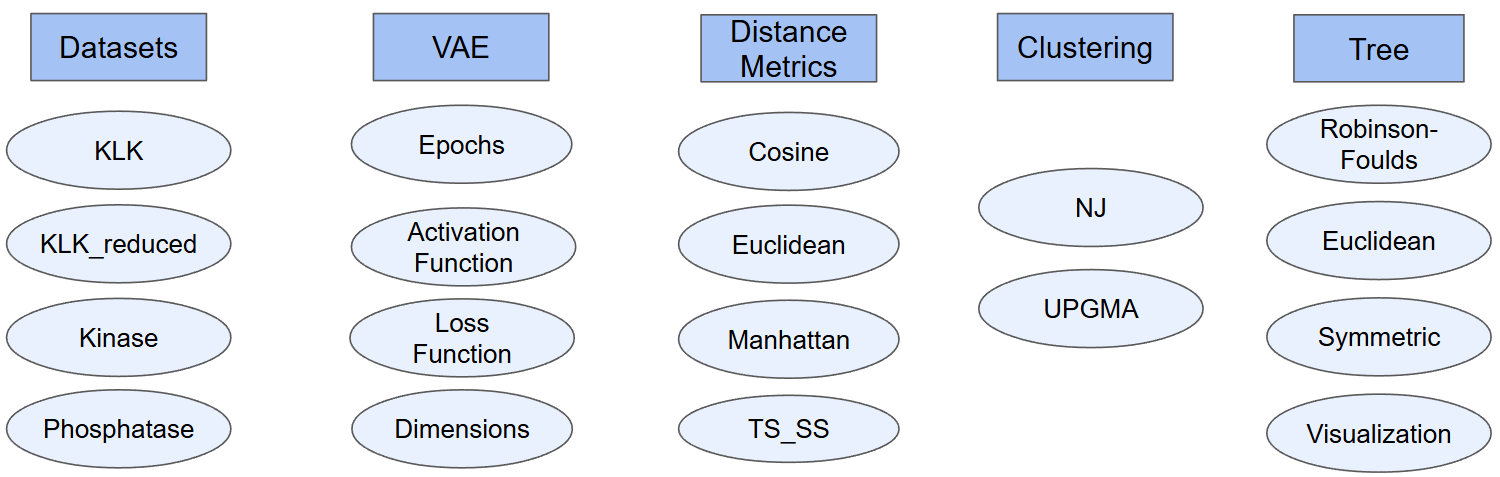 Datasets
KLK
KLK_reduced
Kinase
Phosphatase
VAE
Epochs
Activation
Function
Loss
Function
Dimensions
Distance
Metrics
Cosine
Euclidean
Manhattan
TS_SS
Clustering
NJ
UPGMA
Tree
Robinson-
Foulds
Euclidean
Symmetric
Visualization